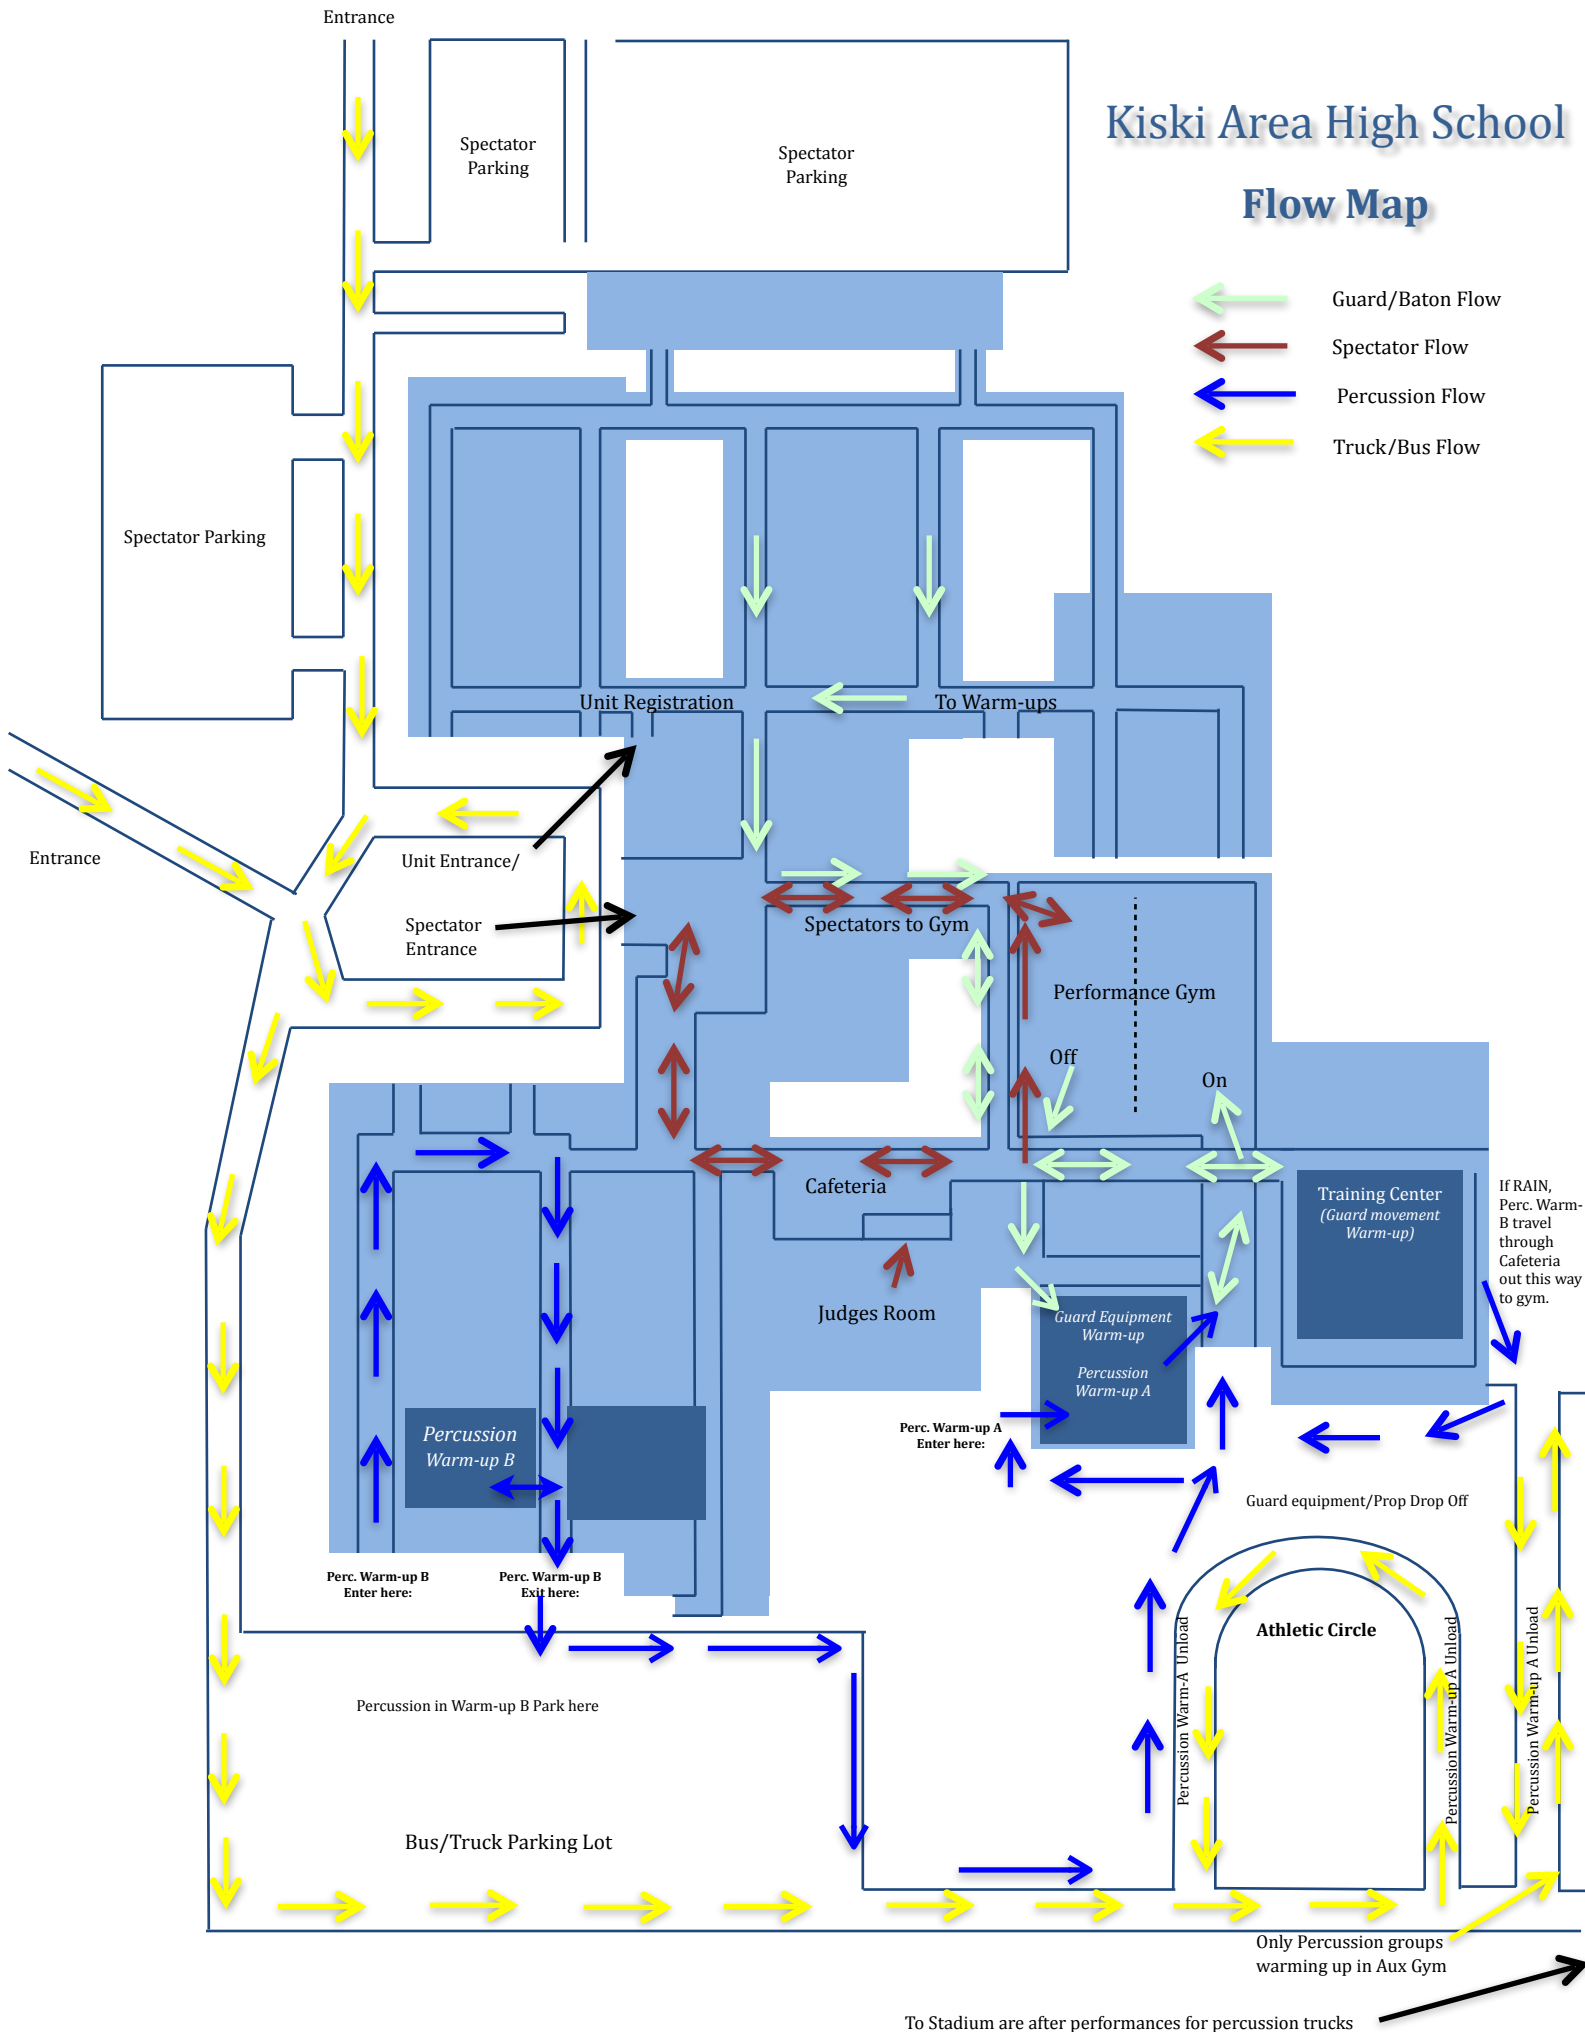 Entrance
Kiski Area High School
Flow Map
Spectator
Parking
Spectator
Parking
Guard/Baton Flow
Spectator Flow
Percussion Flow
Truck/Bus Flow
Spectator Parking
Unit Registration
To Warm-ups
Entrance
Unit Entrance/
Spectator
Entrance
Spectators to Gym
Performance Gym
Off
On
Cafeteria
Training Center
(Guard movement
Warm-up)
If RAIN,
Perc. Warm-
B travel
through
Cafeteria
out this way
to gym.
Judges Room
Guard Equipment
Warm-up
Percussion
Warm-up A
Perc. Warm-up A
Enter here:
Percussion
Warm-up B
Guard equipment/Prop Drop Off
Perc. Warm-up B
Enter here:
Perc. Warm-up B
Exit here:
Athletic Circle
Percussion Warm-A Unload
Percussion Warm-up A Unload
Percussion Warm-up A Unload
Percussion in Warm-up B Park here
Bus/Truck Parking Lot
Only Percussion groups
warming up in Aux Gym
To Stadium are after performances for percussion trucks